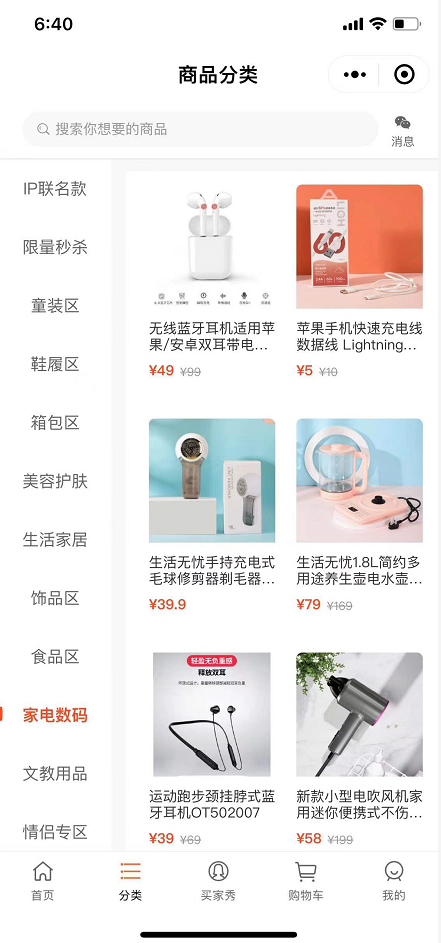 6:40
商品分类
搜索你想要的商品
消息
IP联名款
限量秒杀
童装区
鞋履区
箱包区
美容护肤
生活家居
饰品区
食品区
家电数码
文教用品
情侣专区
无线蓝牙耳机适用苹
果/安卓双耳带电...
¥49 ¥99
苹果手机快速充电线
数据线 Lightning...
¥5 ¥10
生活无忧手持充电式
毛球修剪器剃毛器...
¥39.9
生活无忧1.8L简约多
用途养生壶电水壶...
¥79 ¥169
轻盈无负重感
释放双耳
运动跑步颈挂脖式蓝
牙耳机OT502007
¥39 ¥69
新款小型电吹风机家
用迷你便携式不伤...
¥58 ¥199
首页
分类
买家秀
购物车
我的